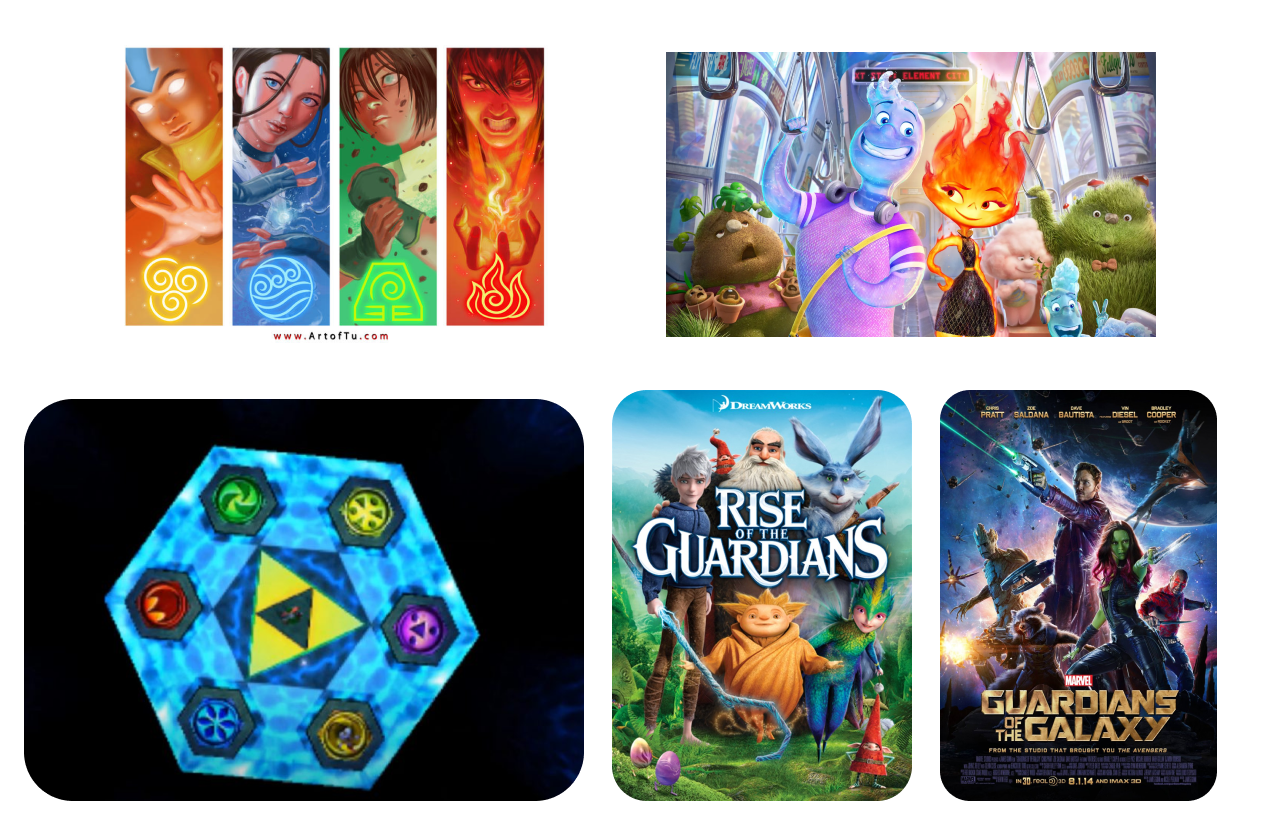 www.ArtofTu.com
ELEMENT CITY
DREAMWORKS
RISE
OF THE
GUARDIANS
CHRIS PRATT
ZOE SALDANA
DAVE BAUTISTA
VIN DIESEL
BRADLEY COOPER
MARVEL
GUARDIANS
OF THE GALAXY
FROM THE STUDIO THAT BROUGHT YOU THE AVENGERS
IN 3D, REAL D 3D 8.1.14 AND IMAX 3D